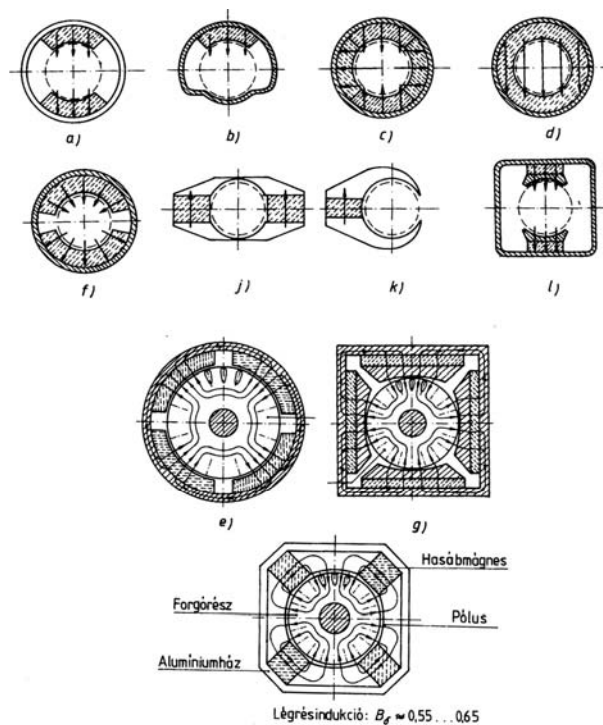 a)
b)
c)
d)
f)
j)
k)
l)
e)
g)
Hasábmágnes
Forgórész
Pólus
Alumíniumház
Légrésindukció: Bδ ≈ 0,55...0,65